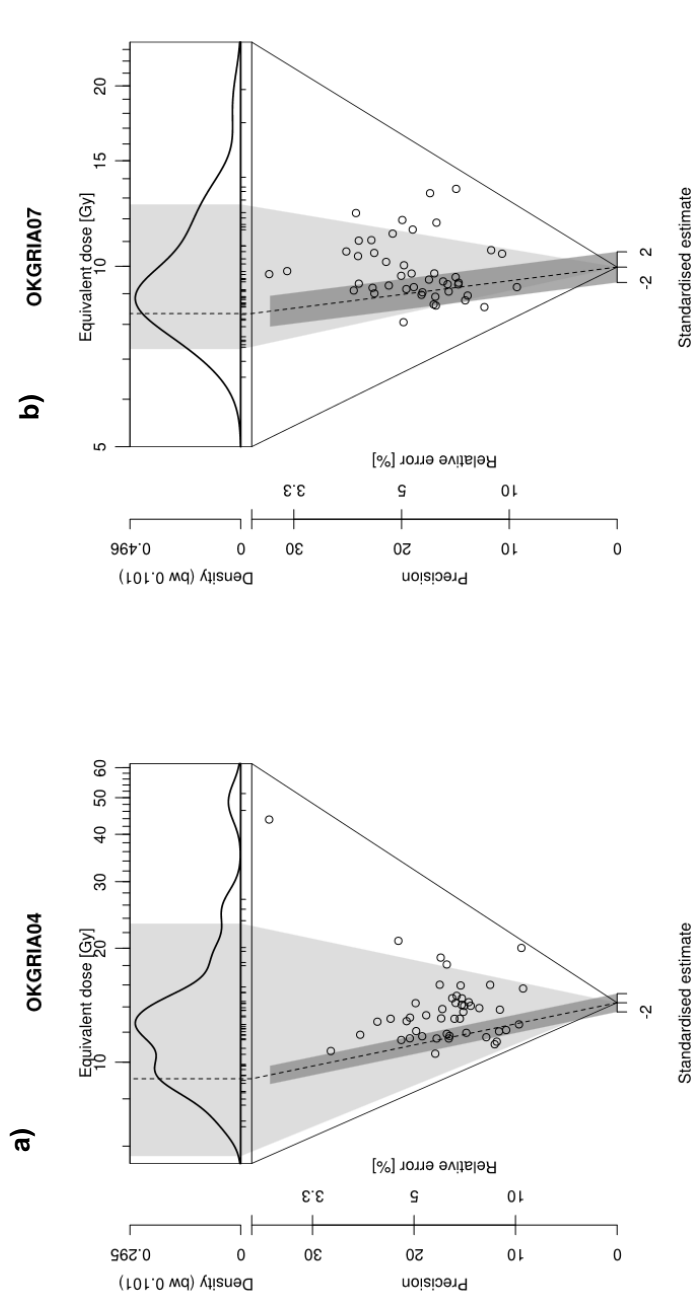 b)
OKGRIA07
Equivalent dose [Gy]
5 10 15 20
Relative error [%]
3.3 5 10
0.496 0 30 20 10 0
Density (bw 0.101)
Precision
-2 2
Standardised estimate
a)
OKGRIA04
Equivalent dose [Gy]
10 20 30 40 50 60
Relative error [%]
3.3 5 10
0.295 0 30 20 10 0
Density (bw 0.101)
Precision
-2
Standardised estimate